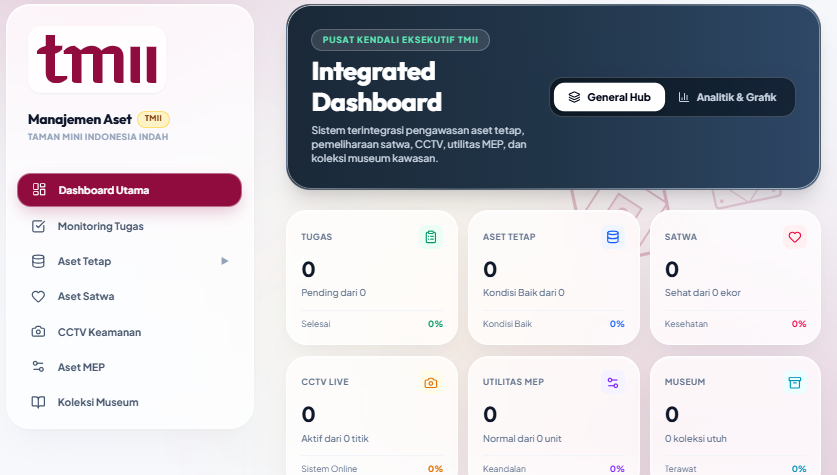 tmii
Manajemen Aset TMII
TAMAN MINI INDONESIA INDAH
Dashboard Utama
Monitoring Tugas
Aset Tetap
Aset Satwa
CCTV Keamanan
Aset MEP
Koleksi Museum
PUSAT KENDALI EKSEKUTIF TMII
Integrated
Dashboard
Sistem terintegrasi pengawasan aset tetap,
pemeliharaan satwa, CCTV, utilitas MEP, dan
koleksi museum kawasan.
General Hub
Analitik & Grafik
TUGAS
0
Pending dari 0
Selesai 0%
ASET TETAP
0
Kondisi Baik dari 0
Kondisi Baik 0%
SATWA
0
Sehat dari 0 ekor
Kesehatan 0%
CCTV LIVE
0
Aktif dari 0 titik
Sistem Online 0%
UTILITAS MEP
0
Normal dari 0 unit
Keandalan 0%
MUSEUM
0
0 koleksi utuh
Terawat 0%